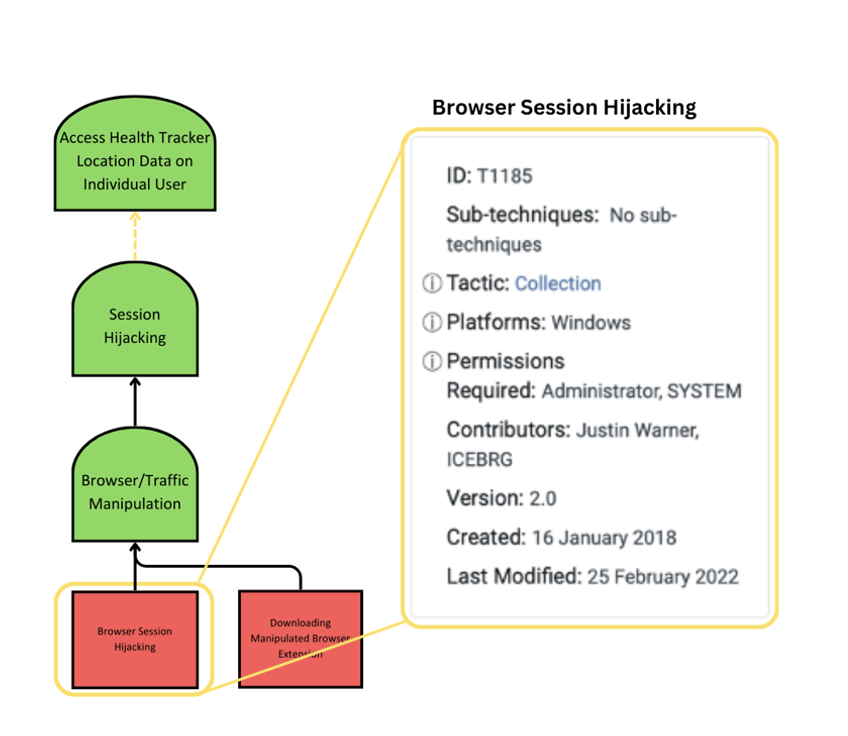 Browser Session Hijacking
Access Health Tracker
Location Data on
Individual User
Session
Hijacking
Browser/Traffic
Manipulation
Browser Session
Hijacking
Downloading
Manipulated Browser
Extension
ID: T1185
Sub-techniques: No sub-
techniques
Tactic: Collection
Platforms: Windows
Permissions
Required: Administrator, SYSTEM
Contributors: Justin Warner,
ICEBRG
Version: 2.0
Created: 16 January 2018
Last Modified: 25 February 2022